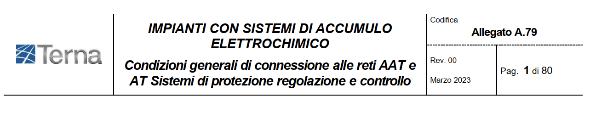 Terna
IMPIANTI CON SISTEMI DI ACCUMULO
ELETTROCHIMICO
Condizioni generali di connessione alle reti AAT e
AT Sistemi di protezione regolazione e controllo
Codifica
Allegato A.79
Rev. 00
Marzo 2023
Pag. 1 di 80